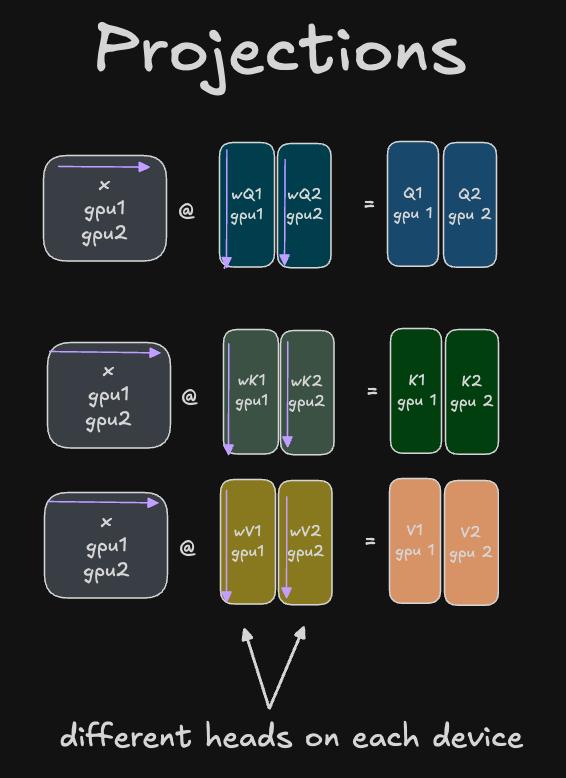 Projections
x
gpu1
gpu2
@
wQ1
gpu1
wQ2
gpu2
=
Q1
gpu 1
Q2
gpu 2
x
gpu1
gpu2
@
wK1
gpu1
wK2
gpu2
=
K1
gpu 1
K2
gpu 2
x
gpu1
gpu2
@
wV1
gpu1
wV2
gpu2
=
V1
gpu 1
V2
gpu 2
different heads on each device